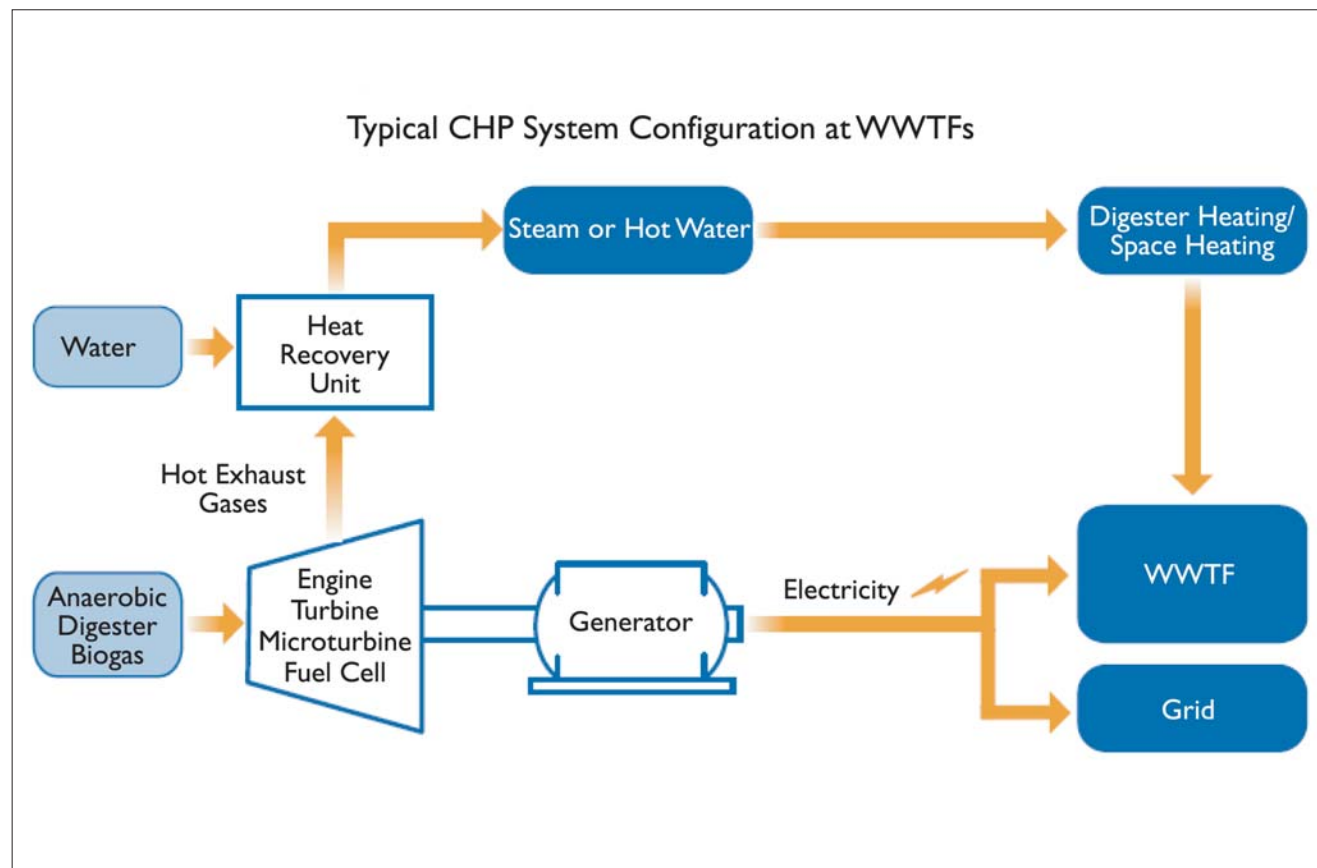 Typical CHP System Configuration at WWTFs
Steam or Hot Water
Digester Heating/
Space Heating
Water
Heat
Recovery
Unit
Hot Exhaust
Gases
Anaerobic
Digester
Biogas
Engine
Turbine
Microturbine
Fuel Cell
Generator
Electricity
WWTF
Grid